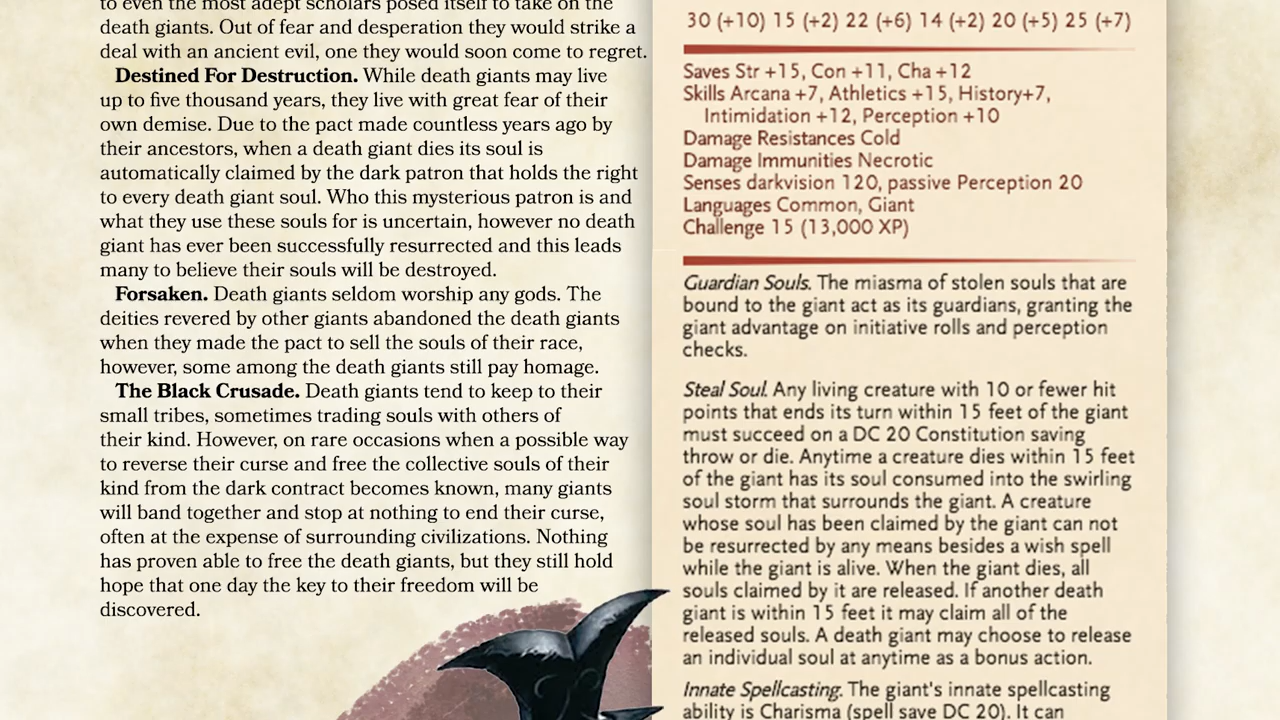 to even the most adept scholars posed itself to take on the
death giants. Out of fear and desperation they would strike a
deal with an ancient evil, one they would soon come to regret.
Destined For Destruction. While death giants may live
up to five thousand years, they live with great fear of their
own demise. Due to the pact made countless years ago by
their ancestors, when a death giant dies its soul is
automatically claimed by the dark patron that holds the right
to every death giant soul. Who this mysterious patron is and
what they use these souls for is uncertain, however no death
giant has ever been successfully resurrected and this leads
many to believe their souls will be destroyed.
Forsaken. Death giants seldom worship any gods. The
deities revered by other giants abandoned the death giants
when they made the pact to sell the souls of their race,
however, some among the death giants still pay homage.
The Black Crusade. Death giants tend to keep to their
small tribes, sometimes trading souls with others of
their kind. However, on rare occasions when a possible way
to reverse their curse and free the collective souls of their
kind from the dark contract becomes known, many giants
will band together and stop at nothing to end their curse,
often at the expense of surrounding civilizations. Nothing
has proven able to free the death giants, but they still hold
hope that one day the key to their freedom will be
discovered.
30 (+10) 15 (+2) 22 (+6) 14 (+2) 20 (+5) 25 (+7)
Saves Str +15, Con +11, Cha +12
Skills Arcana +7, Athletics +15, History+7,
Intimidation +12, Perception +10
Damage Resistances Cold
Damage Immunities Necrotic
Senses darkvision 120, passive Perception 20
Languages Common, Giant
Challenge 15 (13,000 XP)
Guardian Souls. The miasma of stolen souls that are
bound to the giant act as its guardians, granting the
giant advantage on initiative rolls and perception
checks.
Steal Soul. Any living creature with 10 or fewer hit
points that ends its turn within 15 feet of the giant
must succeed on a DC 20 Constitution saving
throw or die. Anytime a creature dies within 15 feet
of the giant has its soul consumed into the swirling
soul storm that surrounds the giant. A creature
whose soul has been claimed by the giant can not
be resurrected by any means besides a wish spell
while the giant is alive. When the giant dies, all
souls claimed by it are released. If another death
giant is within 15 feet it may claim all of the
released souls. A death giant may choose to release
an individual soul at anytime as a bonus action.
Innate Spellcasting. The giant's innate spellcasting
ability is Charisma (spell save DC 20). It can